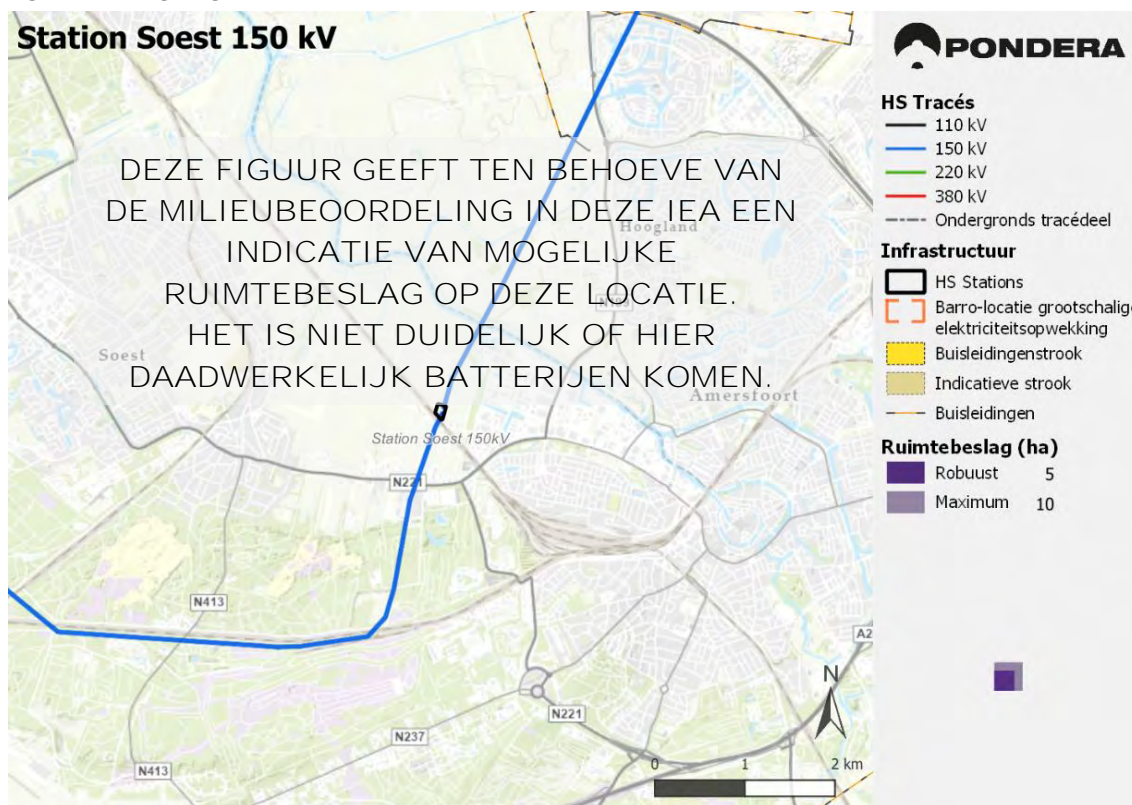 Station Soest 150 kV
DEZE FIGUUR GEEFT TEN BEHOEVE VAN
DE MILIEUBEOORDELING IN DEZE IEA EEN
INDICATIE VAN MOGELIJKE
RUIMTEBESLAG OP DEZE LOCATIE.
HET IS NIET DUIDELIJK OF HIER
DAADWERKELIJK BATTERIJEN KOMEN.
Hoogland
N199
Soest
Amersfoort
Station Soest 150kV
N221
N413
A2
N221
N237
N413
N
0 1 2 km
PONDERA
HS Tracés
110 kV
150 kV
220 kV
380 kV
Ondergronds tracédeel
Infrastructuur
HS Stations
Barro-locatie grootschalige
elektriciteitsopwekking
Buisleidingenstrook
Indicatieve strook
Buisleidingen
Ruimtebeslag (ha)
Robuust 5
Maximum 10